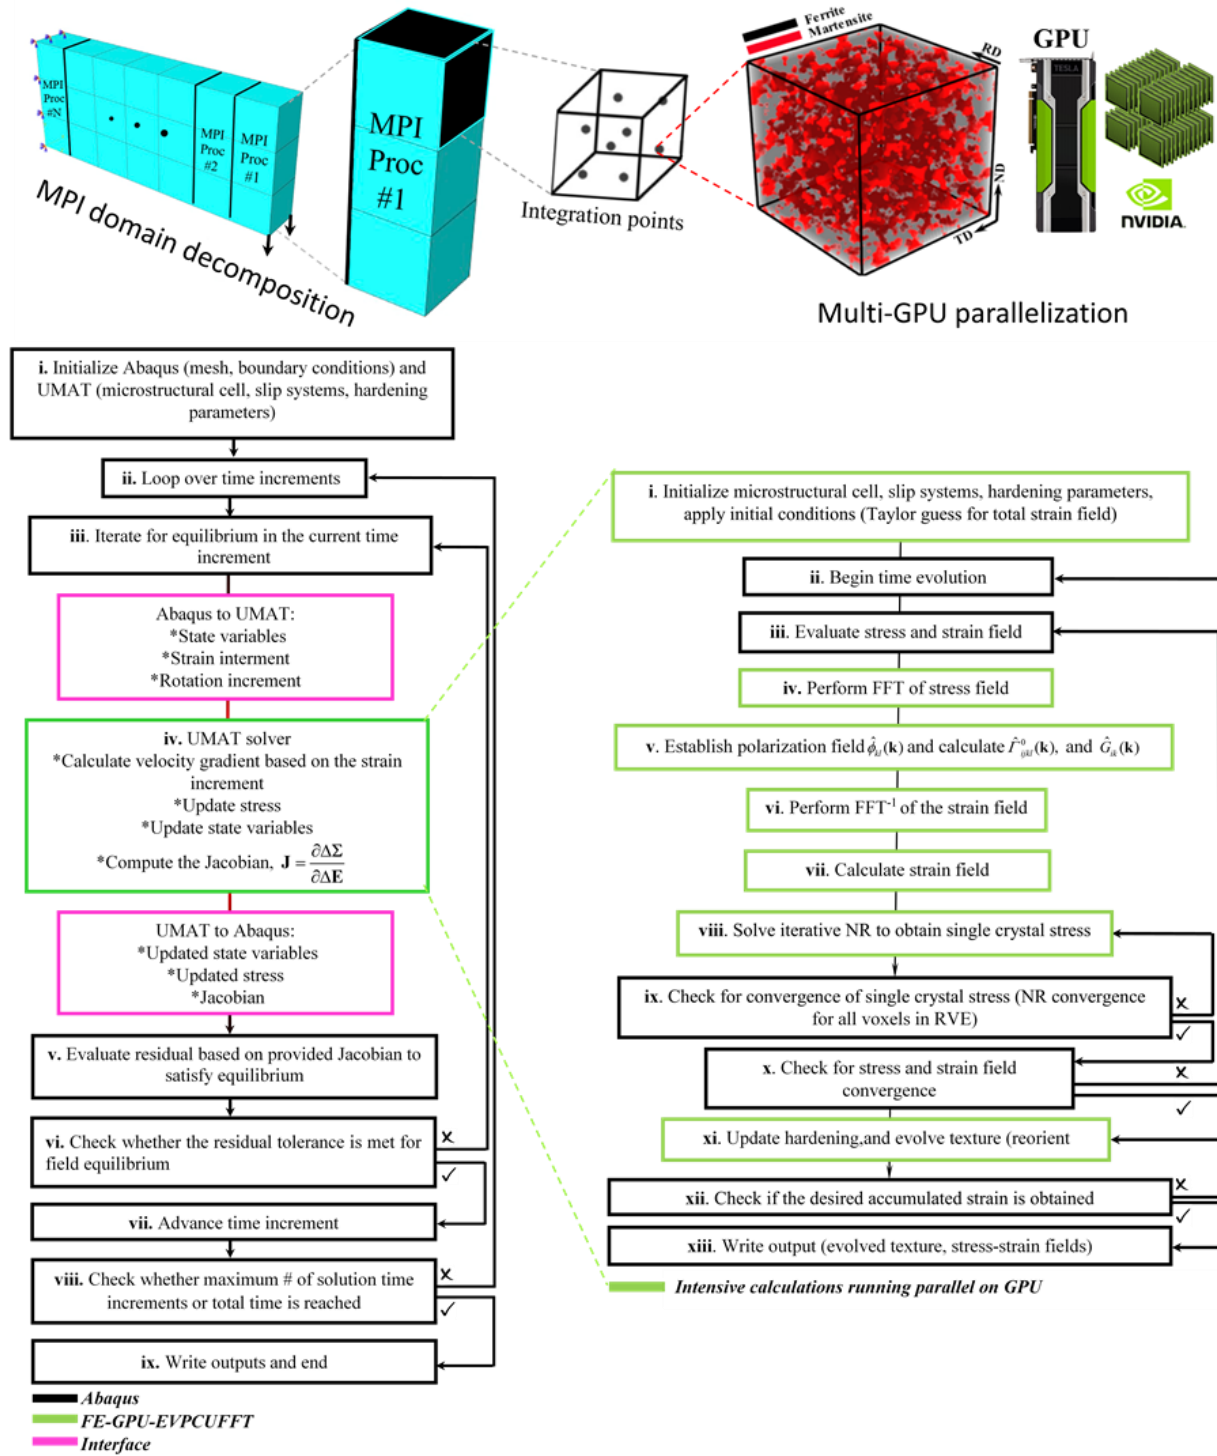 Ferrite
Martensite
RD
GPU
TESLA
MPI
Proc
#N
MPI
Proc
#2
MPI
Proc
#1
MPI
Proc
#1
Integration points
ND
TD
NVIDIA.
MPI domain decomposition
Multi-GPU parallelization
i. Initialize Abaqus (mesh, boundary conditions) and
UMAT (microstructural cell, slip systems, hardening
parameters)
ii. Loop over time increments
iii. Iterate for equilibrium in the current time
increment
Abaqus to UMAT:
*State variables
*Strain interment
*Rotation increment
iv. UMAT solver
*Calculate velocity gradient based on the strain
increment
*Update stress
*Update state variables
*Compute the Jacobian, J = ∂ΔΣ/∂ΔE
UMAT to Abaqus:
*Updated state variables
*Updated stress
*Jacobian
v. Evaluate residual based on provided Jacobian to
satisfy equilibrium
vi. Check whether the residual tolerance is met for
field equilibrium
✗
✓
vii. Advance time increment
viii. Check whether maximum # of solution time
increments or total time is reached
✗
✓
ix. Write outputs and end
Abaqus
FE-GPU-EVPCUFFT
Interface
i. Initialize microstructural cell, slip systems, hardening parameters,
apply initial conditions (Taylor guess for total strain field)
ii. Begin time evolution
iii. Evaluate stress and strain field
iv. Perform FFT of stress field
v. Establish polarization field φ̂kl(k) and calculate Γ̂⁰ijkl(k), and Ĝik(k)
vi. Perform FFT⁻¹ of the strain field
vii. Calculate strain field
viii. Solve iterative NR to obtain single crystal stress
ix. Check for convergence of single crystal stress (NR convergence
for all voxels in RVE)
✗
✓
x. Check for stress and strain field
convergence
✗
✓
xi. Update hardening,and evolve texture (reorient
xii. Check if the desired accumulated strain is obtained
✗
✓
xiii. Write output (evolved texture, stress-strain fields)
Intensive calculations running parallel on GPU